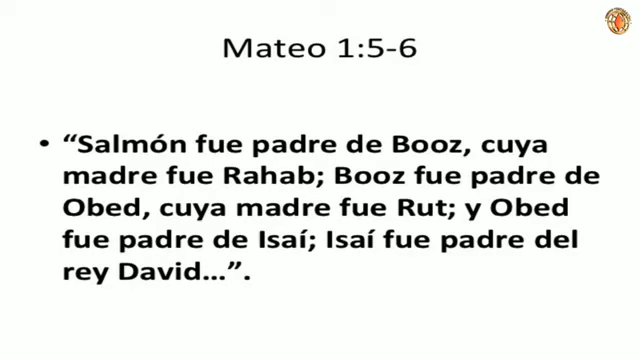 Mateo 1:5-6
• “Salmón fue padre de Booz, cuya
madre fue Rahab; Booz fue padre de
Obed, cuya madre fue Rut; y Obed
fue padre de Isaí; Isaí fue padre del
rey David...”.